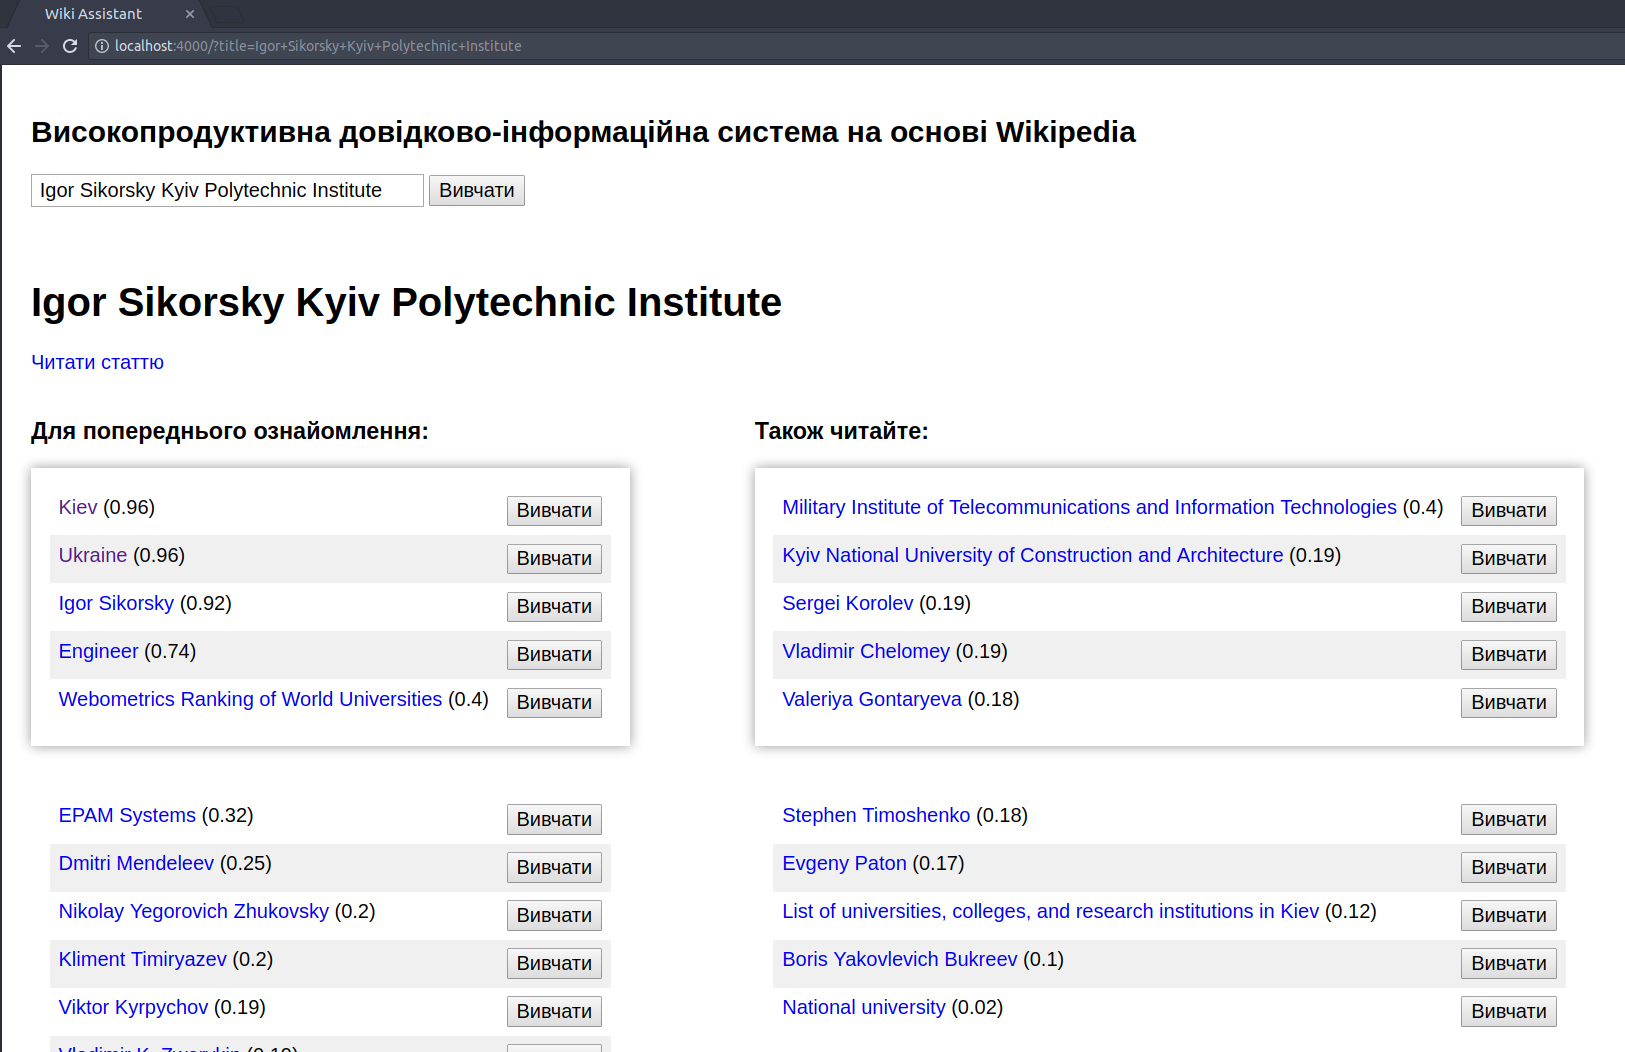 Wiki Assistant
localhost:4000/?title=Igor+Sikorsky+Kyiv+Polytechnic+Institute
Високопродуктивна довідково-інформаційна система на основі Wikipedia
Igor Sikorsky Kyiv Polytechnic Institute Вивчати
Igor Sikorsky Kyiv Polytechnic Institute
Читати статтю
Для попереднього ознайомлення:
Kiev (0.96) Вивчати
Ukraine (0.96) Вивчати
Igor Sikorsky (0.92) Вивчати
Engineer (0.74) Вивчати
Webometrics Ranking of World Universities (0.4) Вивчати
EPAM Systems (0.32) Вивчати
Dmitri Mendeleev (0.25) Вивчати
Nikolay Yegorovich Zhukovsky (0.2) Вивчати
Kliment Timiryazev (0.2) Вивчати
Viktor Kyrpychov (0.19) Вивчати
Vladimir K. Zworykin (0.19)
Також читайте:
Military Institute of Telecommunications and Information Technologies (0.4) Вивчати
Kyiv National University of Construction and Architecture (0.19) Вивчати
Sergei Korolev (0.19) Вивчати
Vladimir Chelomey (0.19) Вивчати
Valeriya Gontaryeva (0.18) Вивчати
Stephen Timoshenko (0.18) Вивчати
Evgeny Paton (0.17) Вивчати
List of universities, colleges, and research institutions in Kiev (0.12) Вивчати
Boris Yakovlevich Bukreev (0.1) Вивчати
National university (0.02) Вивчати